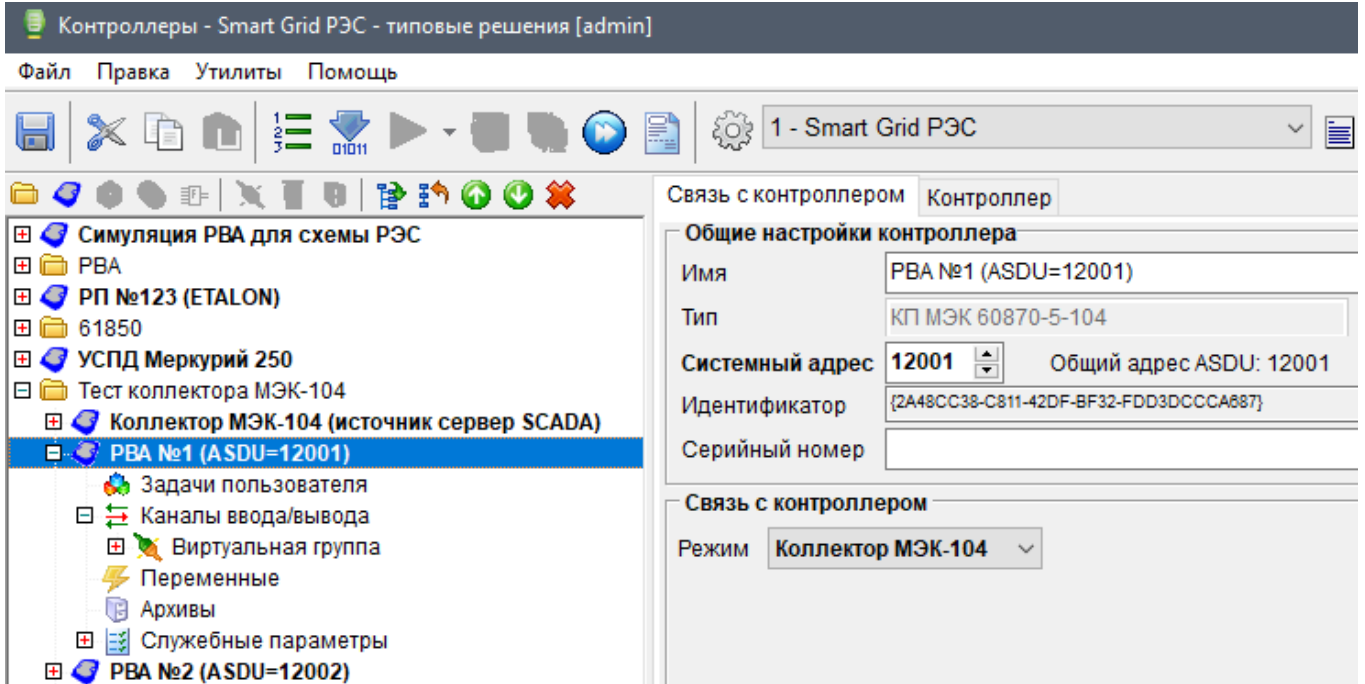 Контроллеры - Smart Grid РЭС - типовые решения [admin]
Файл Правка Утилиты Помощь
1
2
3
01011
1 - Smart Grid РЭС
Симуляция РВА для схемы РЭС
РВА
РП №123 (ETALON)
61850
УСПД Меркурий 250
Тест коллектора МЭК-104
Коллектор МЭК-104 (источник сервер SCADA)
РВА №1 (ASDU=12001)
Задачи пользователя
Каналы ввода/вывода
Виртуальная группа
Переменные
Архивы
Служебные параметры
РВА №2 (ASDU=12002)
Связь с контроллером Контроллер
Общие настройки контроллера
Имя РВА №1 (ASDU=12001)
Тип КП МЭК 60870-5-104
Системный адрес 12001 Общий адрес ASDU: 12001
Идентификатор {2A48CC38-C811-42DF-BF32-FDD3DCCCA687}
Серийный номер
Связь с контроллером
Режим Коллектор МЭК-104